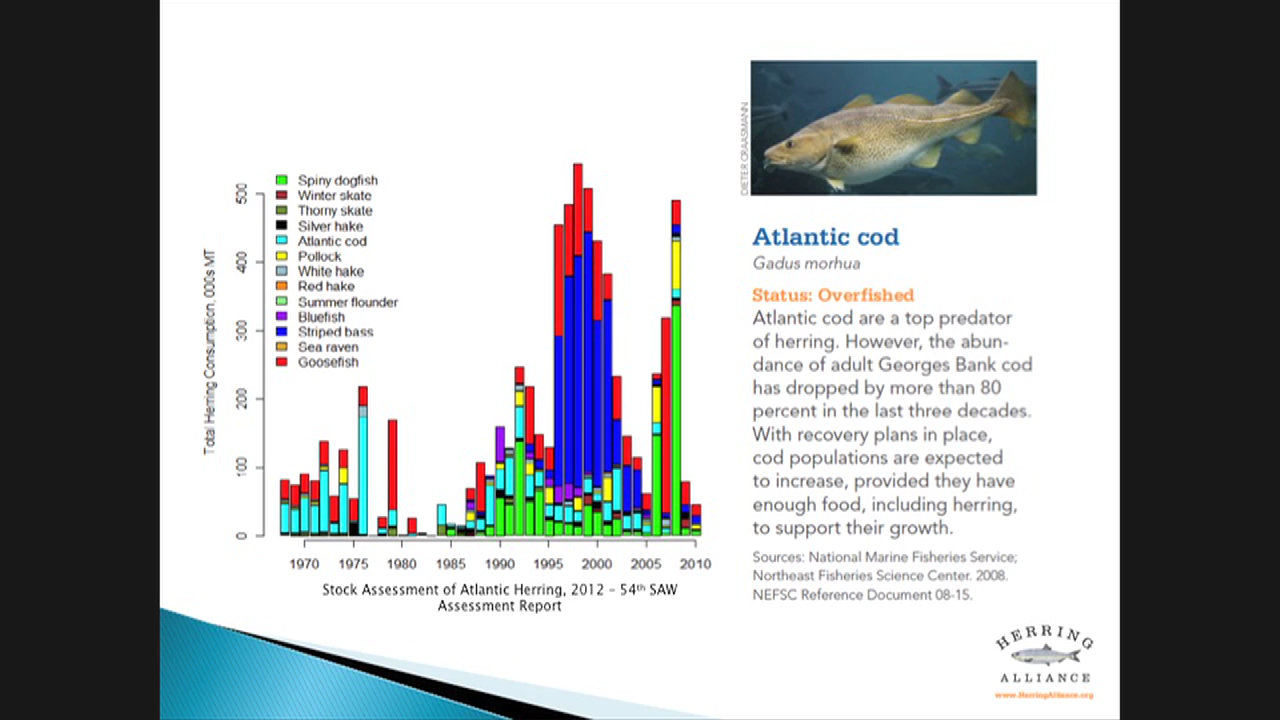 Spiny dogfish
Winter skate
Thorny skate
Silver hake
Atlantic cod
Pollock
White hake
Red hake
Summer flounder
Bluefish
Striped bass
Sea raven
Goosefish
Total Herring Consumption, 000s MT
500
400
300
200
100
0
1970 1975 1980 1985 1990 1995 2000 2005 2010
Stock Assessment of Atlantic Herring, 2012 – 54th SAW
Assessment Report
DIETER CRAASMANN
Atlantic cod
Gadus morhua
Status: Overfished
Atlantic cod are a top predator
of herring. However, the abun-
dance of adult Georges Bank cod
has dropped by more than 80
percent in the last three decades.
With recovery plans in place,
cod populations are expected
to increase, provided they have
enough food, including herring,
to support their growth.
Sources: National Marine Fisheries Service;
Northeast Fisheries Science Center. 2008.
NEFSC Reference Document 08-15.
HERRING
ALLIANCE
www.HerringAlliance.org